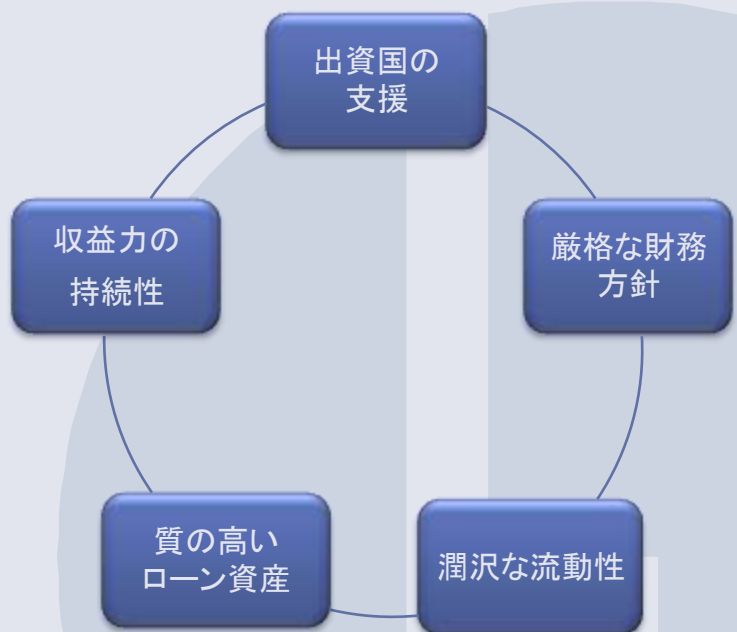 出資国の
支援
厳格な財務
方針
潤沢な流動性
質の高い
ローン資産
収益力の
持続性